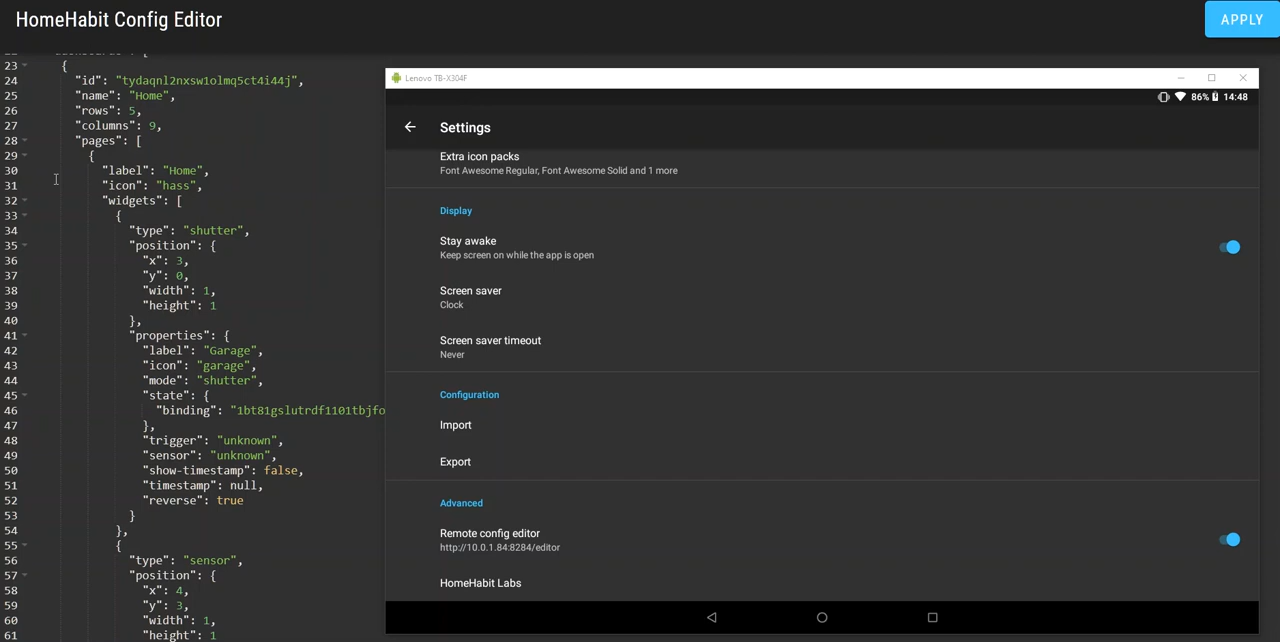 HomeHabit Config Editor
APPLY
23 {
24 "id": "tydaqnl2nxsw1olmq5ct4i44j",
25 "name": "Home",
26 "rows": 5,
27 "columns": 9,
28 "pages": [
29 {
30 "label": "Home",
31 "icon": "hass",
32 "widgets": [
33 {
34 "type": "shutter",
35 "position": {
36 "x": 3,
37 "y": 0,
38 "width": 1,
39 "height": 1
40 },
41 "properties": {
42 "label": "Garage",
43 "icon": "garage",
44 "mode": "shutter",
45 "state": {
46 "binding": "1bt81gslutrdf1101tbjfo
47 },
48 "trigger": "unknown",
49 "sensor": "unknown",
50 "show-timestamp": false,
51 "timestamp": null,
52 "reverse": true
53 }
54 },
55 {
56 "type": "sensor",
57 "position": {
58 "x": 4,
59 "y": 3,
60 "width": 1,
61 "height": 1
Lenovo TB-X304F
86% 14:48
Settings
Extra icon packs
Font Awesome Regular, Font Awesome Solid and 1 more
Display
Stay awake
Keep screen on while the app is open
Screen saver
Clock
Screen saver timeout
Never
Configuration
Import
Export
Advanced
Remote config editor
http://10.0.1.84:8284/editor
HomeHabit Labs